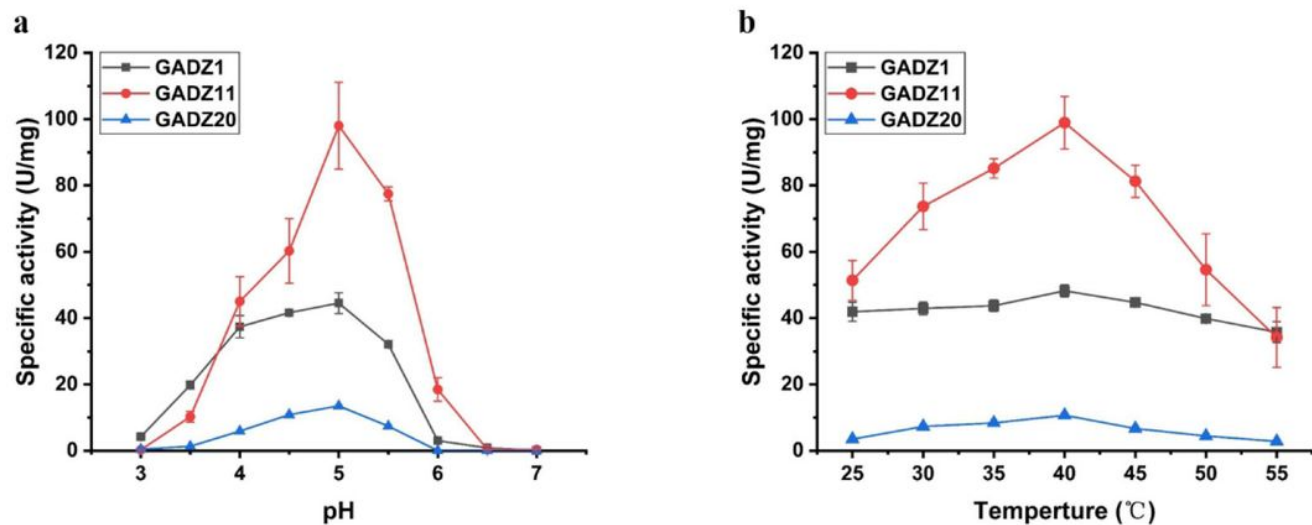 a
120
100
80
60
40
20
0
Specific activity (U/mg)
GADZ1
GADZ11
GADZ20
3 4 5 6 7
pH
b
120
100
80
60
40
20
0
Specific activity (U/mg)
GADZ1
GADZ11
GADZ20
25 30 35 40 45 50 55
Temperture (℃)